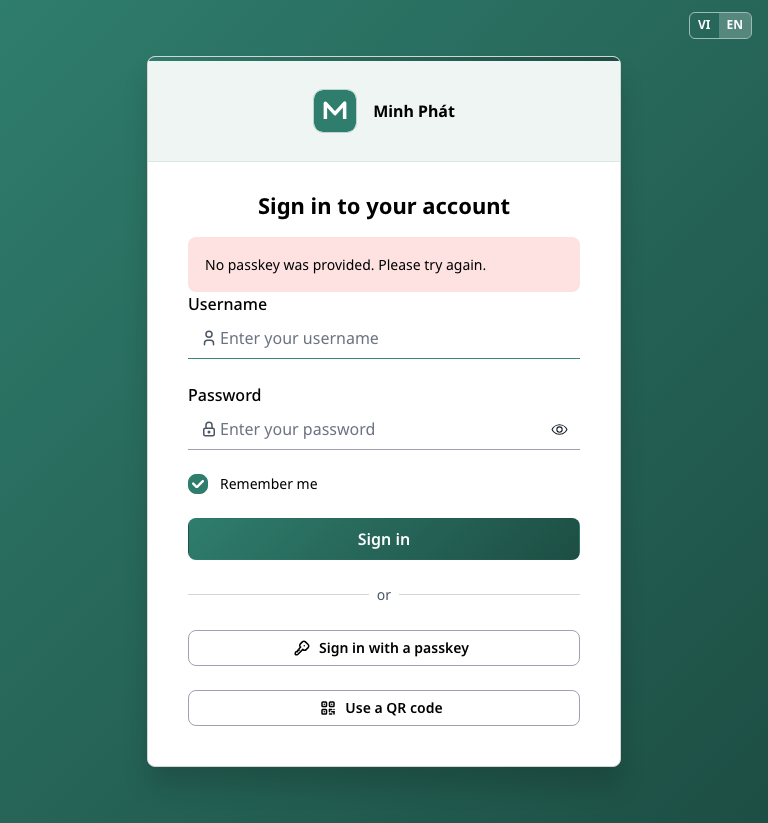 VI EN
Minh Phát
Sign in to your account
No passkey was provided. Please try again.
Username
Enter your username
Password
Enter your password
Remember me
Sign in
or
Sign in with a passkey
Use a QR code